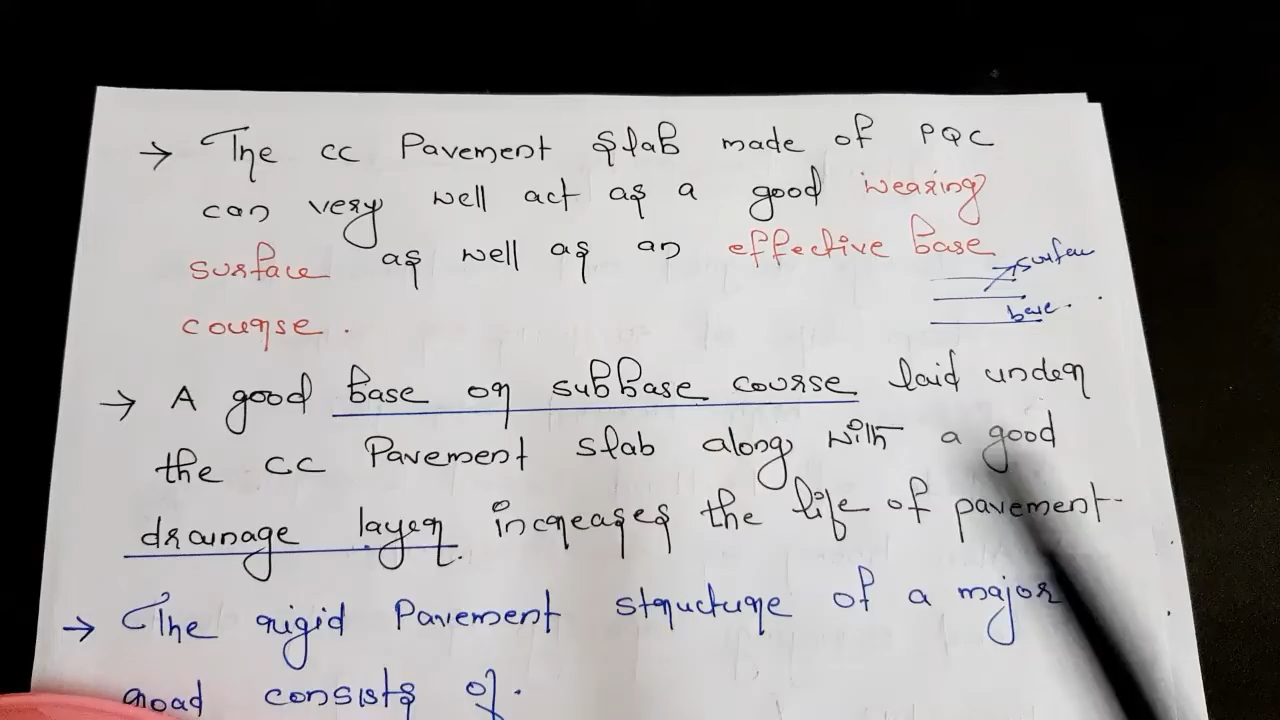 → The CC Pavement slab made of PQC
can very well act as a good wearing
surface as well as an effective base
surface
course.
base.
→ A good base or subbase course laid under
the CC Pavement slab along with a good
drainage layer. increases the life of pavement
→ The rigid Pavement structure of a major
road consists of.